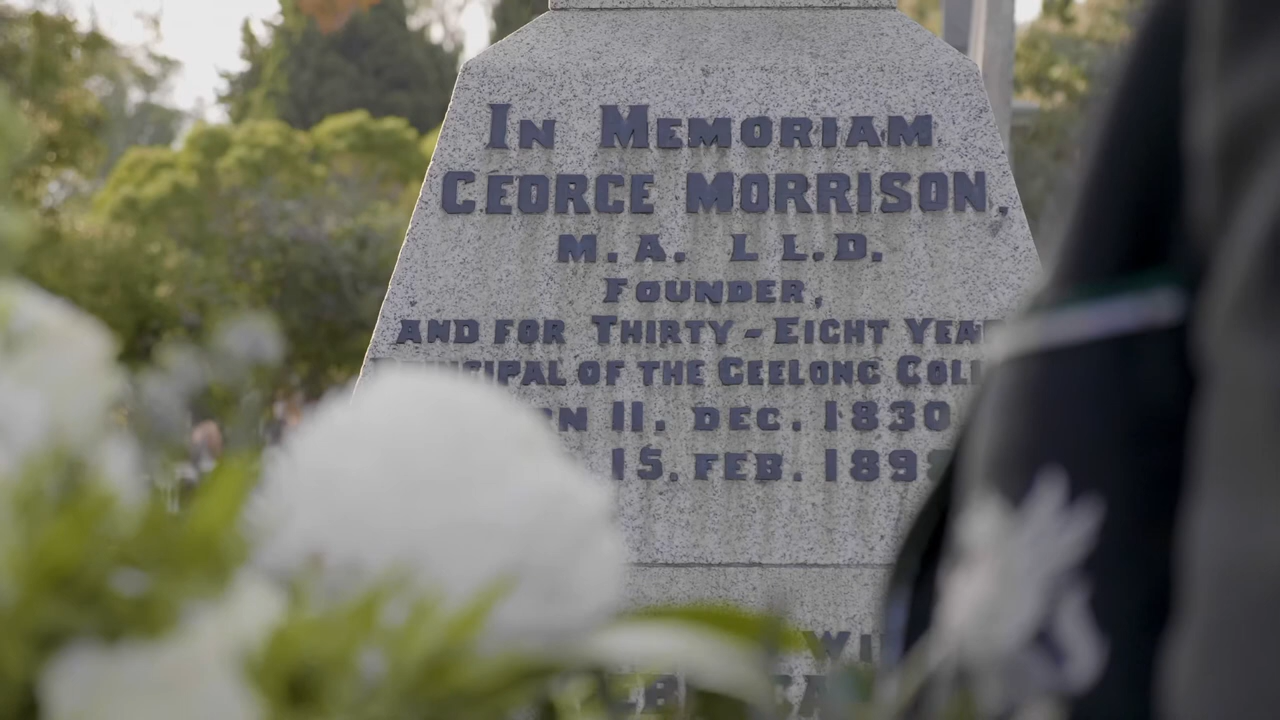 IN MEMORIAM
GEORGE MORRISON,
M.A. LL.D.
FOUNDER,
AND FOR THIRTY-EIGHT
OF THE GEELONG
11. DEC. 1830
15. FEB.